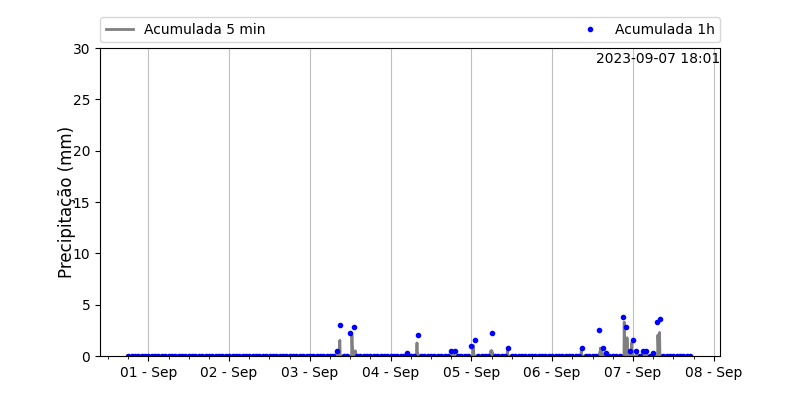 Acumulada 5 min
Acumulada 1h
2023-09-07 18:01
Precipitação (mm)
30
25
20
15
10
5
0
01 - Sep
02 - Sep
03 - Sep
04 - Sep
05 - Sep
06 - Sep
07 - Sep
08 - Sep